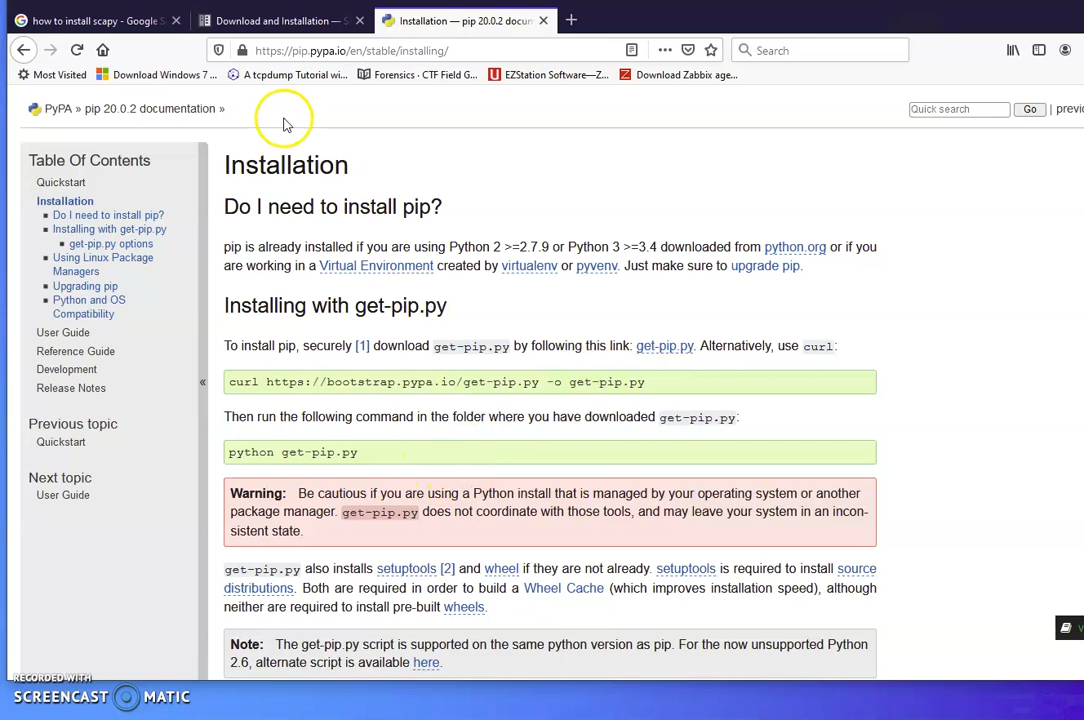 how to install scapy - Google S
Download and Installation — S
Installation — pip 20.0.2 docum
https://pip.pypa.io/en/stable/installing/
Search
Most Visited
Download Windows 7 ...
A tcpdump Tutorial wi...
Forensics · CTF Field G...
EZStation Software—Z...
Download Zabbix age...
PyPA » pip 20.0.2 documentation »
Quick search
Go
| previo
Table Of Contents
Quickstart
Installation
Do I need to install pip?
Installing with get-pip.py
get-pip.py options
Using Linux Package
Managers
Upgrading pip
Python and OS
Compatibility
User Guide
Reference Guide
Development
Release Notes
Previous topic
Quickstart
Next topic
User Guide
«
Installation
Do I need to install pip?
pip is already installed if you are using Python 2 >=2.7.9 or Python 3 >=3.4 downloaded from python.org or if you
are working in a Virtual Environment created by virtualenv or pyvenv. Just make sure to upgrade pip.
Installing with get-pip.py
To install pip, securely [1] download get-pip.py by following this link: get-pip.py. Alternatively, use curl:
curl https://bootstrap.pypa.io/get-pip.py -o get-pip.py
Then run the following command in the folder where you have downloaded get-pip.py:
python get-pip.py
Warning: Be cautious if you are using a Python install that is managed by your operating system or another
package manager. get-pip.py does not coordinate with those tools, and may leave your system in an incon-
sistent state.
get-pip.py also installs setuptools [2] and wheel if they are not already. setuptools is required to install source
distributions. Both are required in order to build a Wheel Cache (which improves installation speed), although
neither are required to install pre-built wheels.
Note: The get-pip.py script is supported on the same python version as pip. For the now unsupported Python
2.6, alternate script is available here.
RECORDED WITH
SCREENCAST MATIC